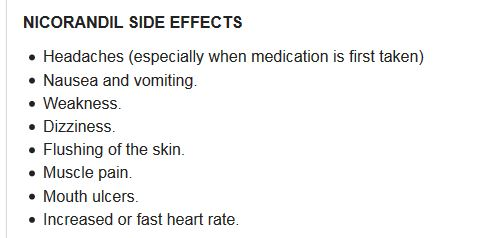 NICORANDIL SIDE EFFECTS
• Headaches (especially when medication is first taken)
• Nausea and vomiting.
• Weakness.
• Dizziness.
• Flushing of the skin.
• Muscle pain.
• Mouth ulcers.
• Increased or fast heart rate.